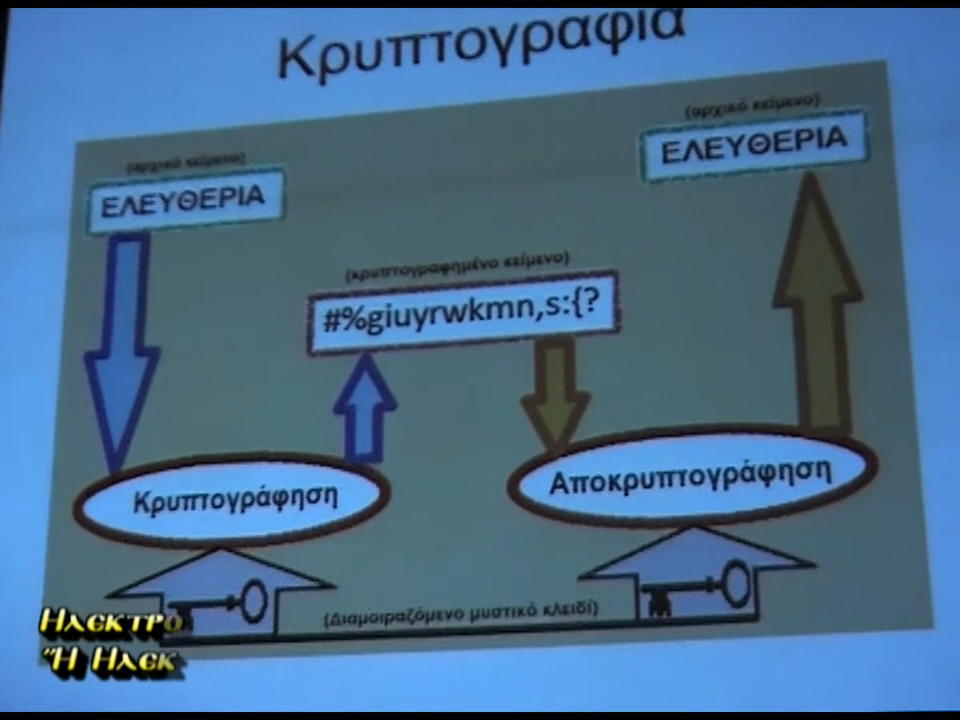 Κρυπτογραφία
(αρχικό κείμενο)
ΕΛΕΥΘΕΡΙΑ
(αρχικό κείμενο)
ΕΛΕΥΘΕΡΙΑ
(κρυπτογραφημένο κείμενο)
#%giuyrwkmn,s:{?
Κρυπτογράφηση
Αποκρυπτογράφηση
(Διαμοιραζόμενο μυστικό κλειδί)
Ηλεκτρο
Ἢ Ηλεκ